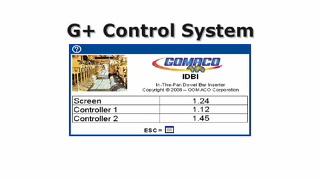 G+ Control System
?
GOMACO
IDBI
In-The-Pan Dowel Bar Inserter
Copyright © 2008 – GOMACO Corporation
Screen 1.24
Controller 1 1.12
Controller 2 1.45
ESC =